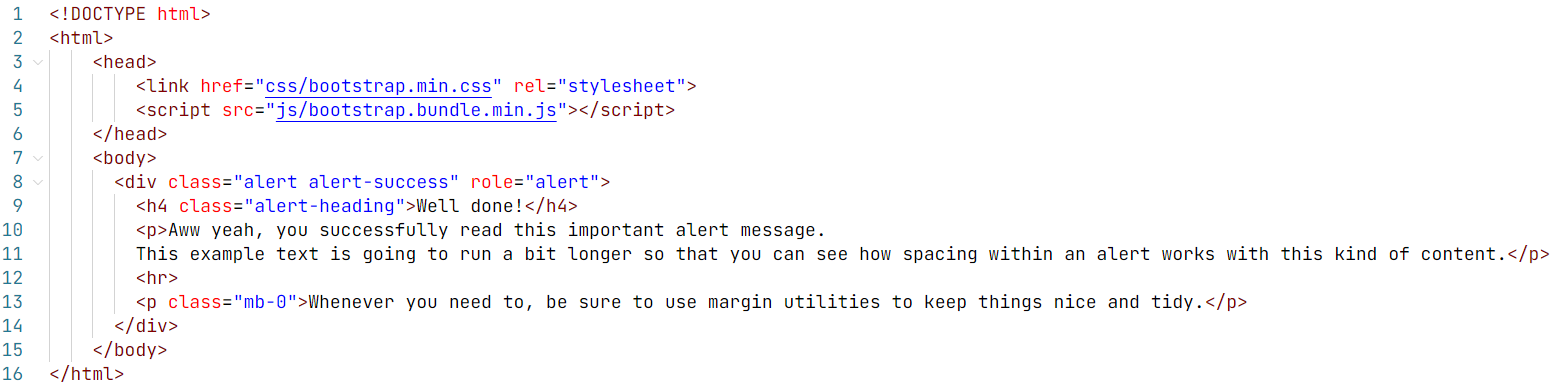 1 <!DOCTYPE html>
2 <html>
3 <head>
4 <link href="css/bootstrap.min.css" rel="stylesheet">
5 <script src="js/bootstrap.bundle.min.js"></script>
6 </head>
7 <body>
8 <div class="alert alert-success" role="alert">
9 <h4 class="alert-heading">Well done!</h4>
10 <p>Aww yeah, you successfully read this important alert message.
11 This example text is going to run a bit longer so that you can see how spacing within an alert works with this kind of content.</p>
12 <hr>
13 <p class="mb-0">Whenever you need to, be sure to use margin utilities to keep things nice and tidy.</p>
14 </div>
15 </body>
16 </html>